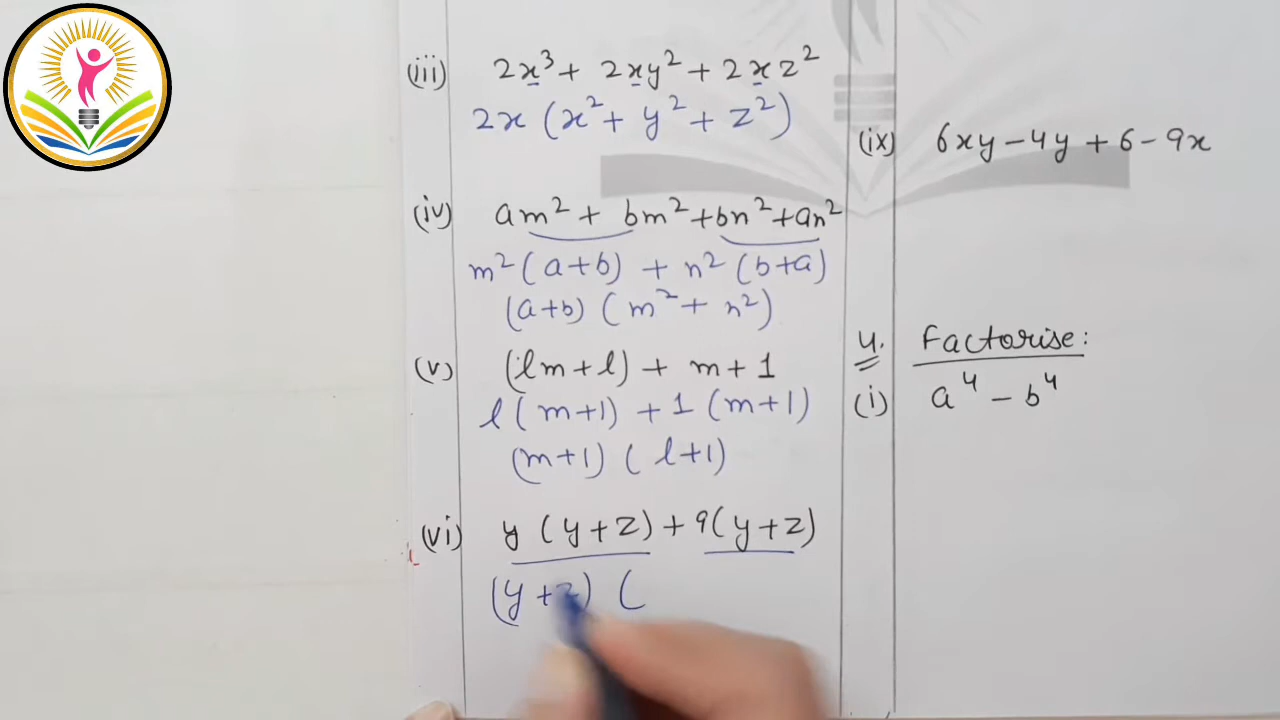 (iii) 2x³ + 2xy² + 2xz²
2x (x² + y² + z²)
(iv) am² + bm² + bn² + an²
m² (a+b) + n² (b+a)
(a+b) (m² + n²)
(v) (lm + l) + m + 1
l (m+1) + 1 (m+1)
(m+1) (l+1)
(vi) y (y+z) + 9(y+z)
(y+z) (
(ix) 6xy - 4y + 6 - 9x
4. Factorise:
(i) a⁴ - b⁴